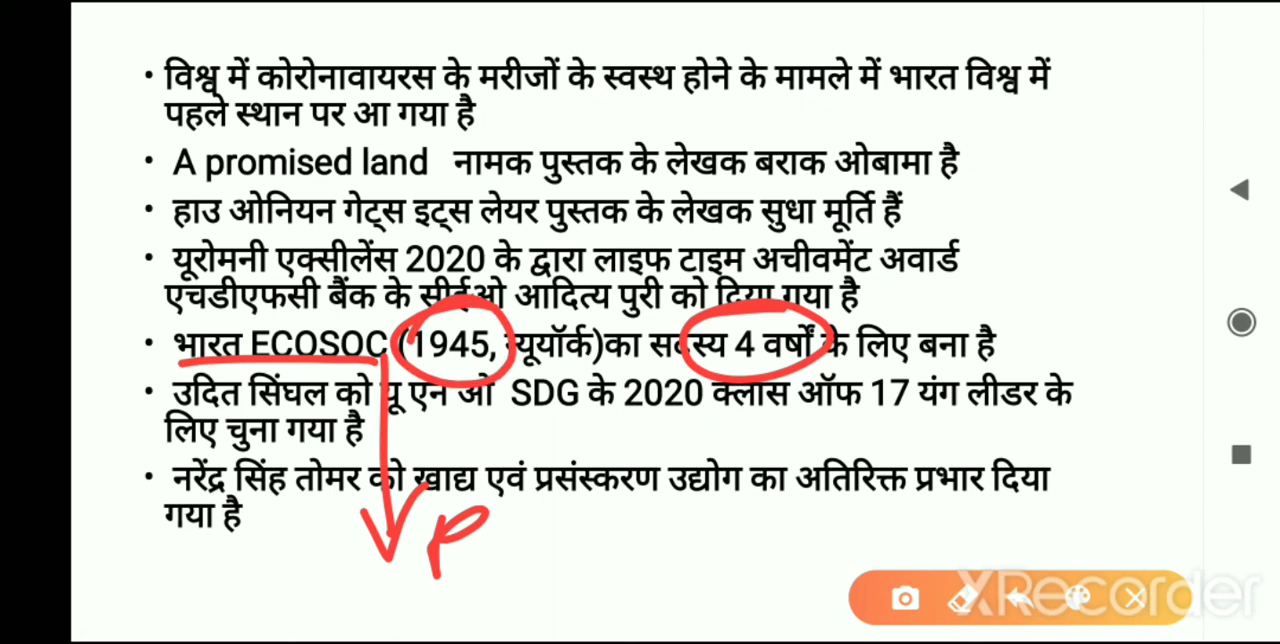 • विश्व में कोरोनावायरस के मरीजों के स्वस्थ होने के मामले में भारत विश्व में
पहले स्थान पर आ गया है
• A promised land नामक पुस्तक के लेखक बराक ओबामा है
• हाउ ओनियन गेट्स इट्स लेयर पुस्तक के लेखक सुधा मूर्ति हैं
• यूरोमनी एक्सीलेंस 2020 के द्वारा लाइफ टाइम अचीवमेंट अवार्ड
एचडीएफसी बैंक के सीईओ आदित्य पुरी को दिया गया है
• भारत ECOSOC (1945, न्यूयॉर्क)का सदस्य 4 वर्षों के लिए बना है
• उदित सिंघल को यू एन ओ SDG के 2020 क्लास ऑफ 17 यंग लीडर के
लिए चुना गया है
• नरेंद्र सिंह तोमर को खाद्य एवं प्रसंस्करण उद्योग का अतिरिक्त प्रभार दिया
गया है
P
XRecorder